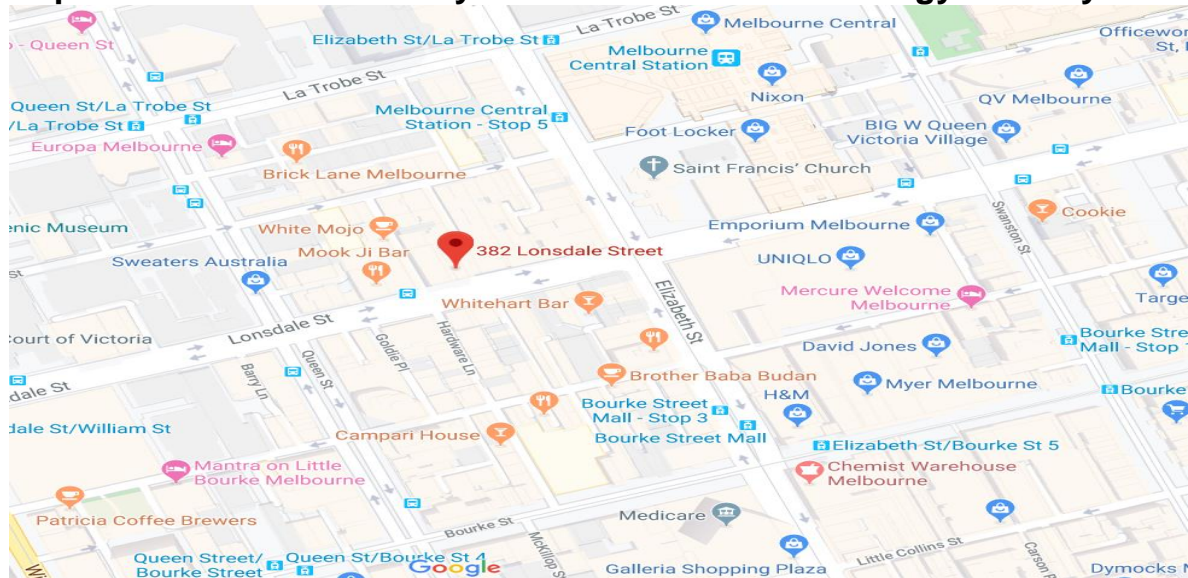 La Trobe St
Melbourne Central
Officewor
- Queen St
Elizabeth St/La Trobe St
St,
Melbourne
Central Station
La Trobe St
Nixon
QV Melbourne
Queen St/La Trobe St
/La Trobe St
Melbourne Central
Station - Stop 5
Foot Locker
BIG W Queen
Victoria Village
Europa Melbourne
Brick Lane Melbourne
Saint Francis' Church
Swanston St
Cookie
enic Museum
White Mojo
Mook Ji Bar
382 Lonsdale Street
Emporium Melbourne
st
Sweaters Australia
UNIQLO
Mercure Welcome
Melbourne
Targe
Whitehart Bar
Elizabeth St
ourt of Victoria
Lonsdale St
Hardware Ln
Goldie Pl
Queen St
Barry Ln
David Jones
Bourke Stre
Mall - Stop
dale St
Brother Baba Budan
Myer Melbourne
Bourke
H&M
Bourke Street
Mall - Stop 3
Bourke Street Mall
dale St/William St
Campari House
Elizabeth St/Bourke St 5
Mantra on Little
Bourke Melbourne
Chemist Warehouse
Melbourne
Patricia Coffee Brewers
Bourke St
Medicare
McKillop St
Little Collins St
Carson
Queen Street/
Bourke Street
Queen St/Bourke St 4
Google
Galleria Shopping Plaza
Dymocks